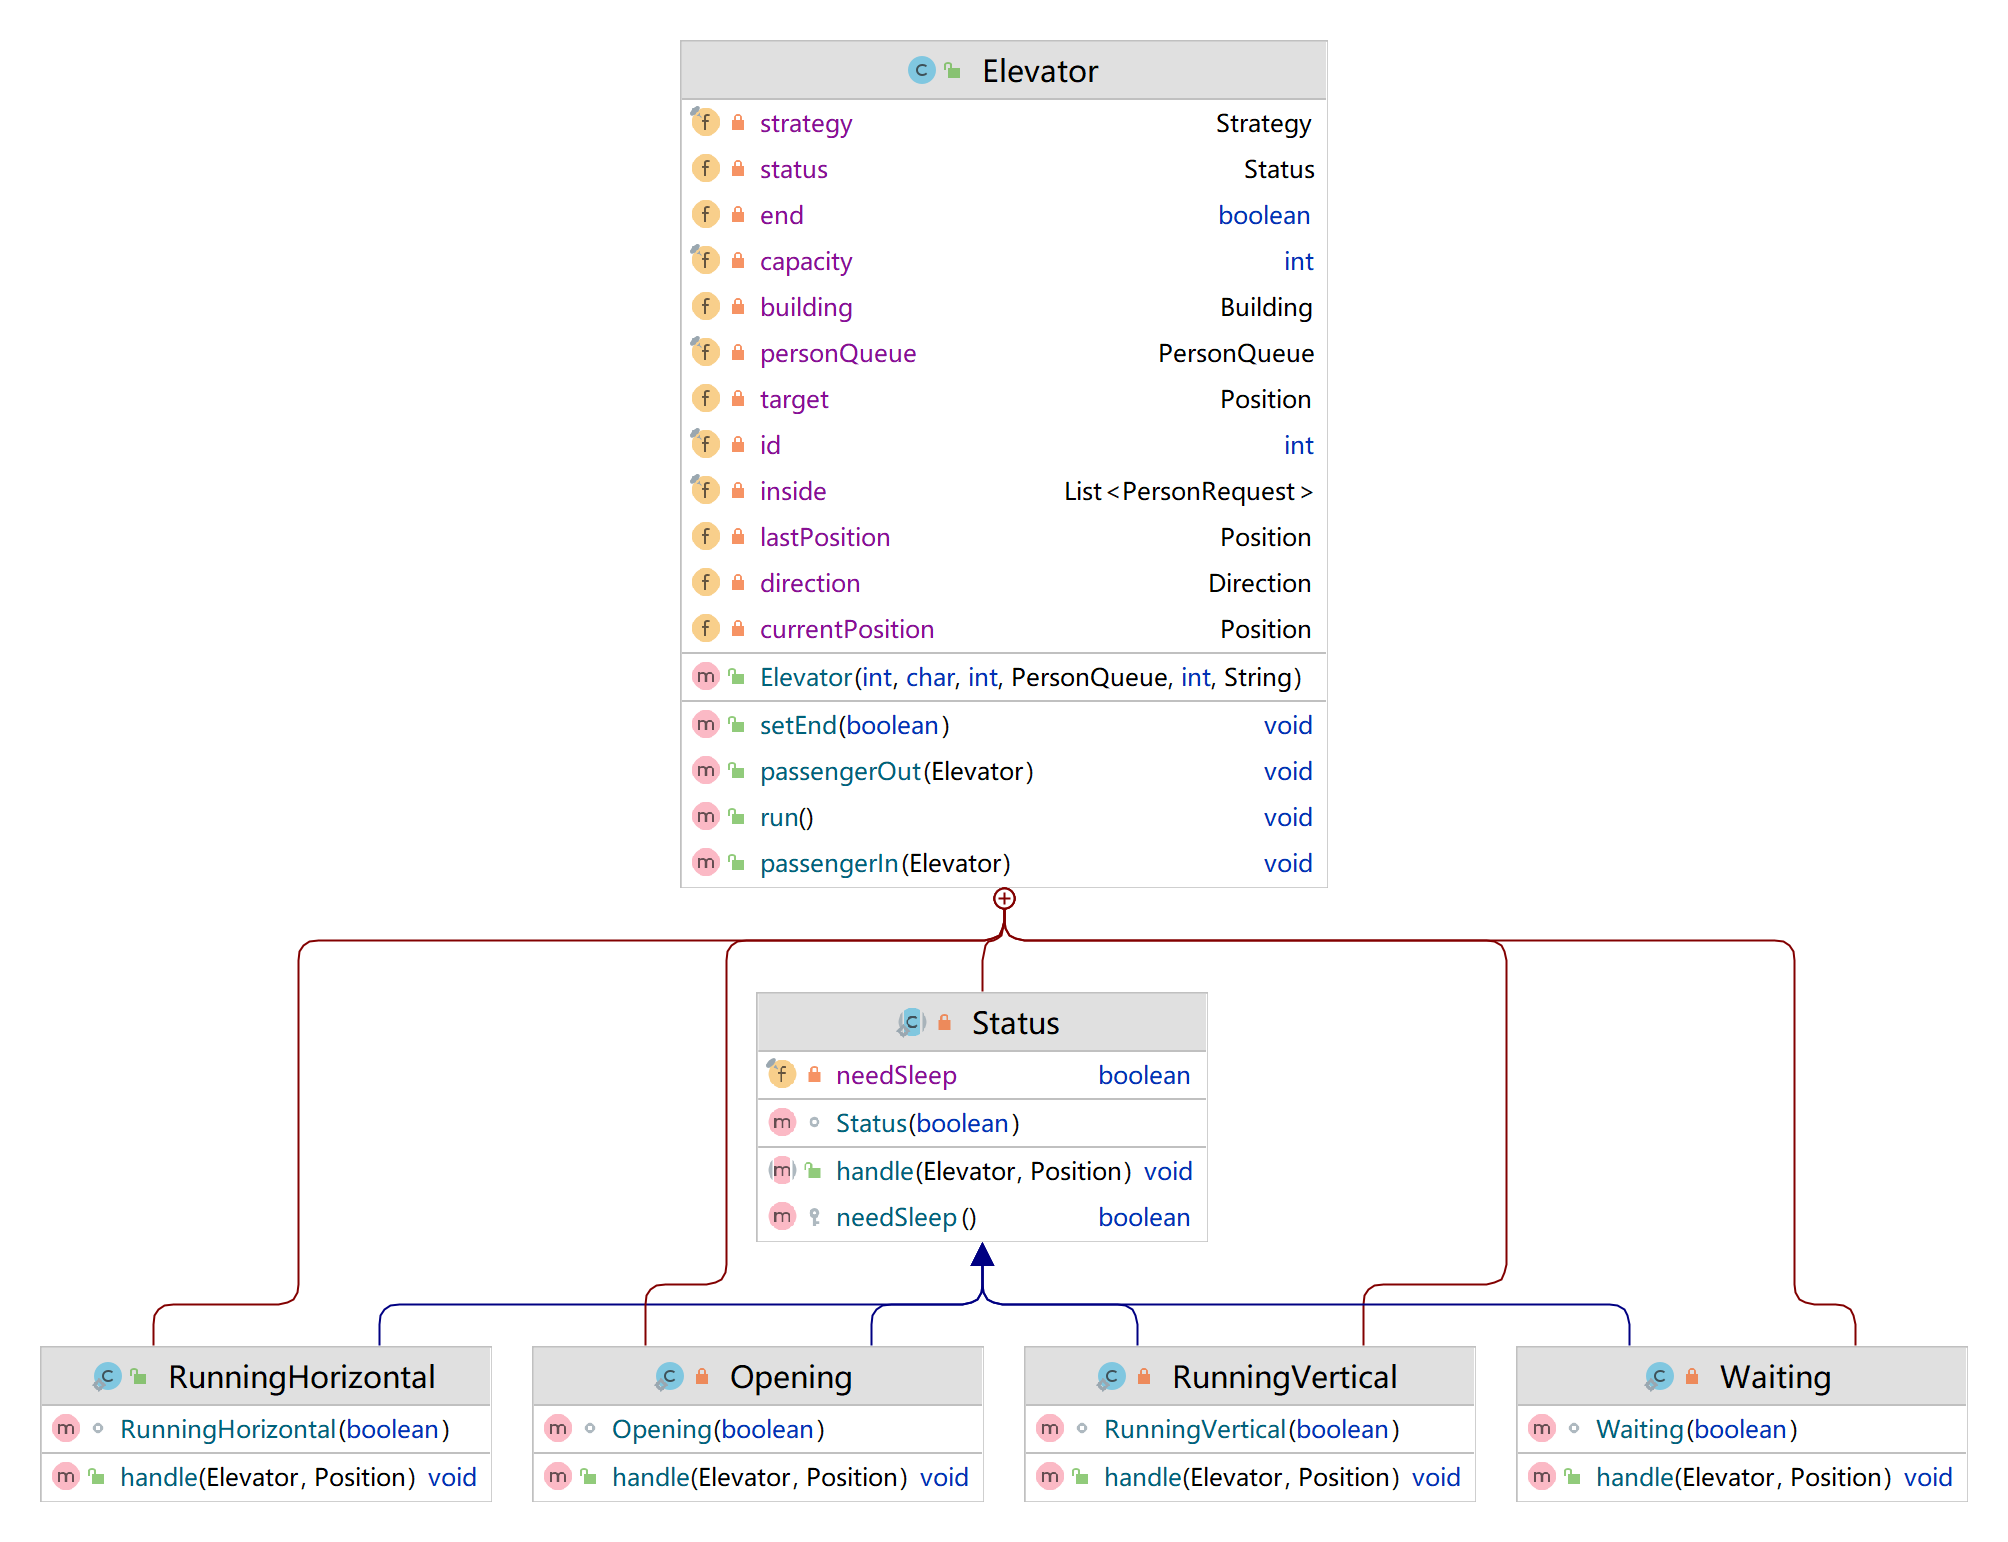 Elevator
strategy Strategy
status Status
end boolean
capacity int
building Building
personQueue PersonQueue
target Position
id int
inside List<PersonRequest>
lastPosition Position
direction Direction
currentPosition Position
Elevator(int, char, int, PersonQueue, int, String)
setEnd(boolean) void
passengerOut(Elevator) void
run() void
passengerIn(Elevator) void
Status
needSleep boolean
Status(boolean)
handle(Elevator, Position) void
needSleep() boolean
RunningHorizontal
RunningHorizontal(boolean)
handle(Elevator, Position) void
Opening
Opening(boolean)
handle(Elevator, Position) void
RunningVertical
RunningVertical(boolean)
handle(Elevator, Position) void
Waiting
Waiting(boolean)
handle(Elevator, Position) void